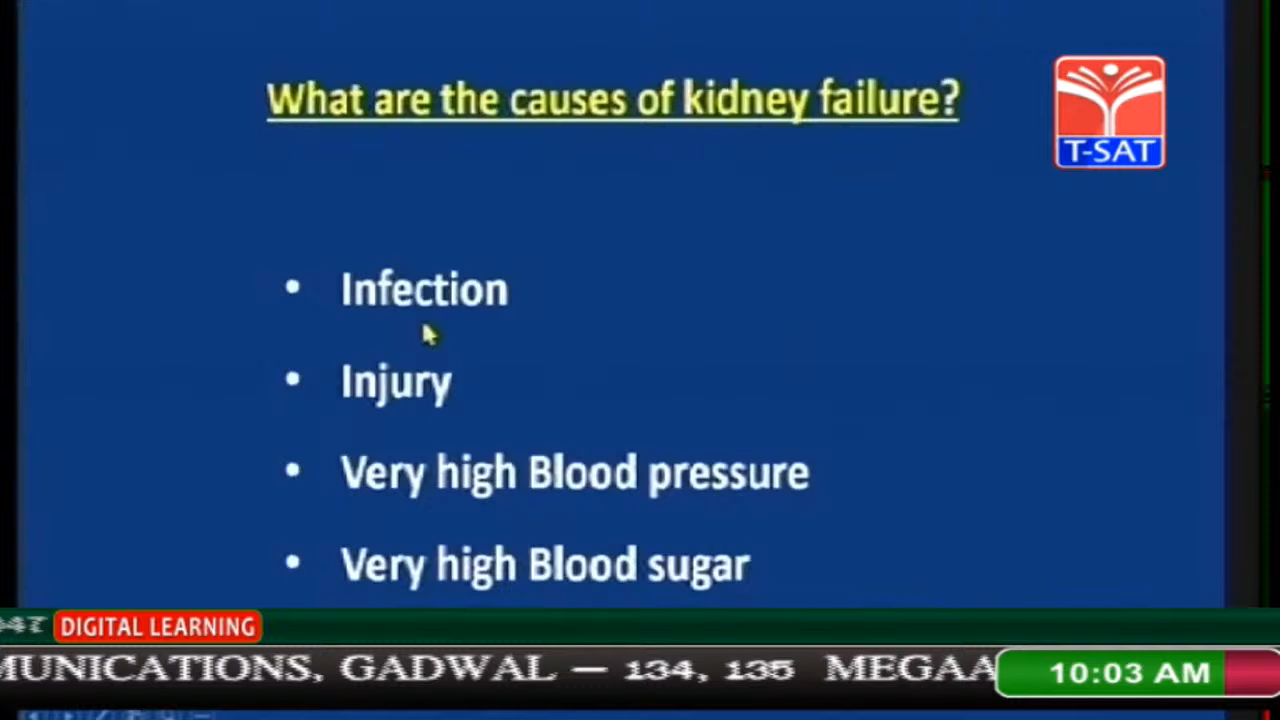 What are the causes of kidney failure?
T-SAT
• Infection
• Injury
• Very high Blood pressure
• Very high Blood sugar
DIGITAL LEARNING
MUNICATIONS, GADWAL – 134, 135 MEGAA
10:03 AM